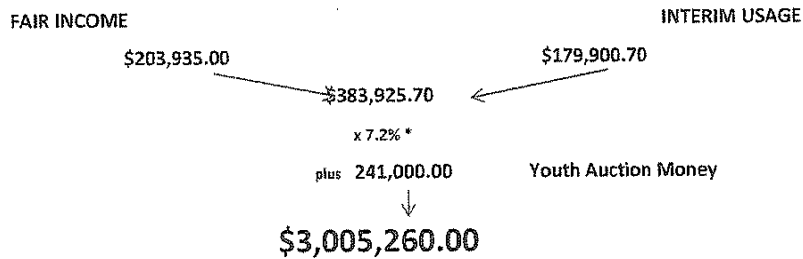 FAIR INCOME INTERIM USAGE
$203,935.00 $179,900.70
$383,925.70
x 7.2% *
plus 241,000.00 Youth Auction Money
$3,005,260.00